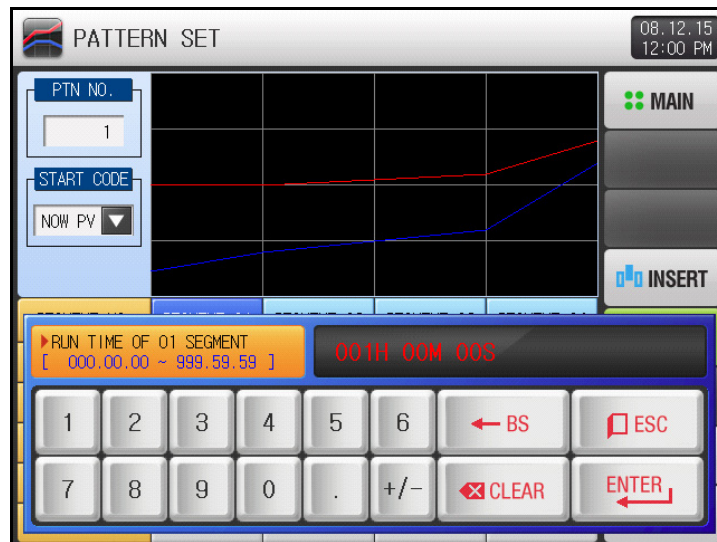 PATTERN SET
08.12.15
12:00 PM
PTN NO.
1
START CODE
NOW PV
MAIN
INSERT
RUN TIME OF 01 SEGMENT
[ 000.00.00 ~ 999.59.59 ]
001H 00M 00S
1 2 3 4 5 6 BS ESC
7 8 9 0 . +/- CLEAR ENTER